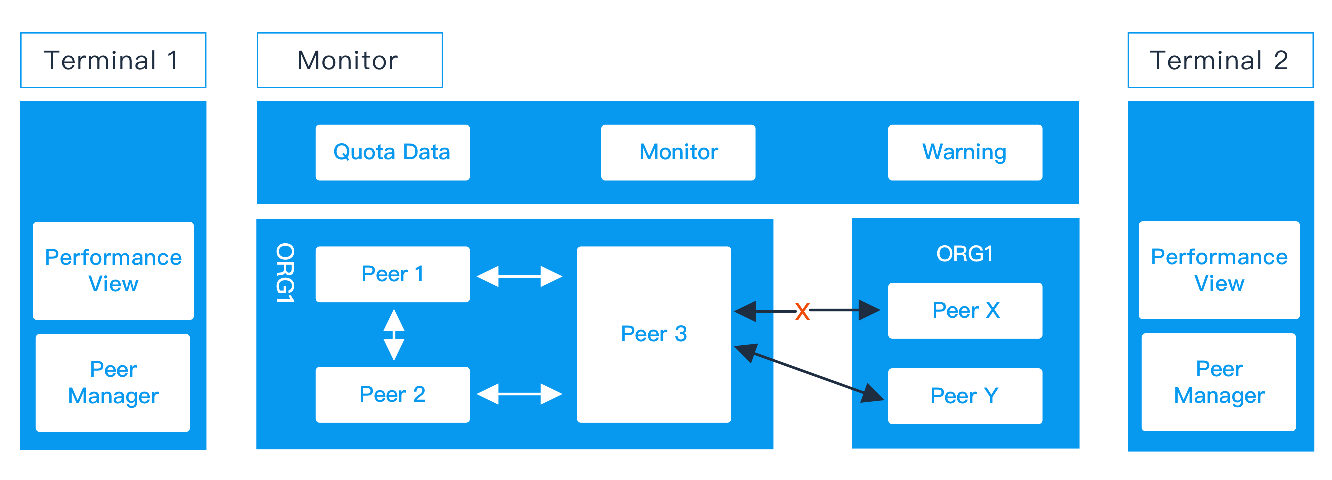 Terminal 1
Monitor
Terminal 2
Quota Data
Monitor
Warning
Performance
View
Peer
Manager
ORG1
Peer 1
Peer 2
Peer 3
X
ORG1
Peer X
Peer Y
Performance
View
Peer
Manager